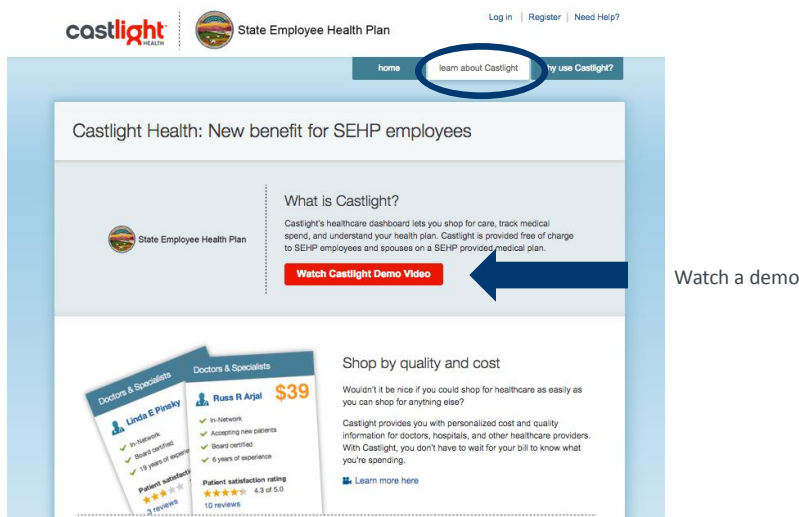 castlight
HEALTH
State Employee Health Plan
Log in | Register | Need Help?
home
learn about Castlight
hy use Castlight?
Castlight Health: New benefit for SEHP employees
State Employee Health Plan
What is Castlight?
Castlight's healthcare dashboard lets you shop for care, track medical
spend, and understand your health plan. Castlight is provided free of charge
to SEHP employees and spouses on a SEHP provided medical plan.
Watch Castlight Demo Video
Watch a demo
Doctors & Specialists
Linda E Pinsky
In-Network
Board certified
19 years of experie
Patient satisfacti
3 reviews
Doctors & Specialists
Russ R Arjal $39
In-Network
Accepting new patients
Board certified
6 years of experience
Patient satisfaction rating
4.3 of 5.0
10 reviews
Shop by quality and cost
Wouldn't it be nice if you could shop for healthcare as easily as
you can shop for anything else?
Castlight provides you with personalized cost and quality
information for doctors, hospitals, and other healthcare providers.
With Castlight, you don't have to wait for your bill to know what
you're spending.
Learn more here